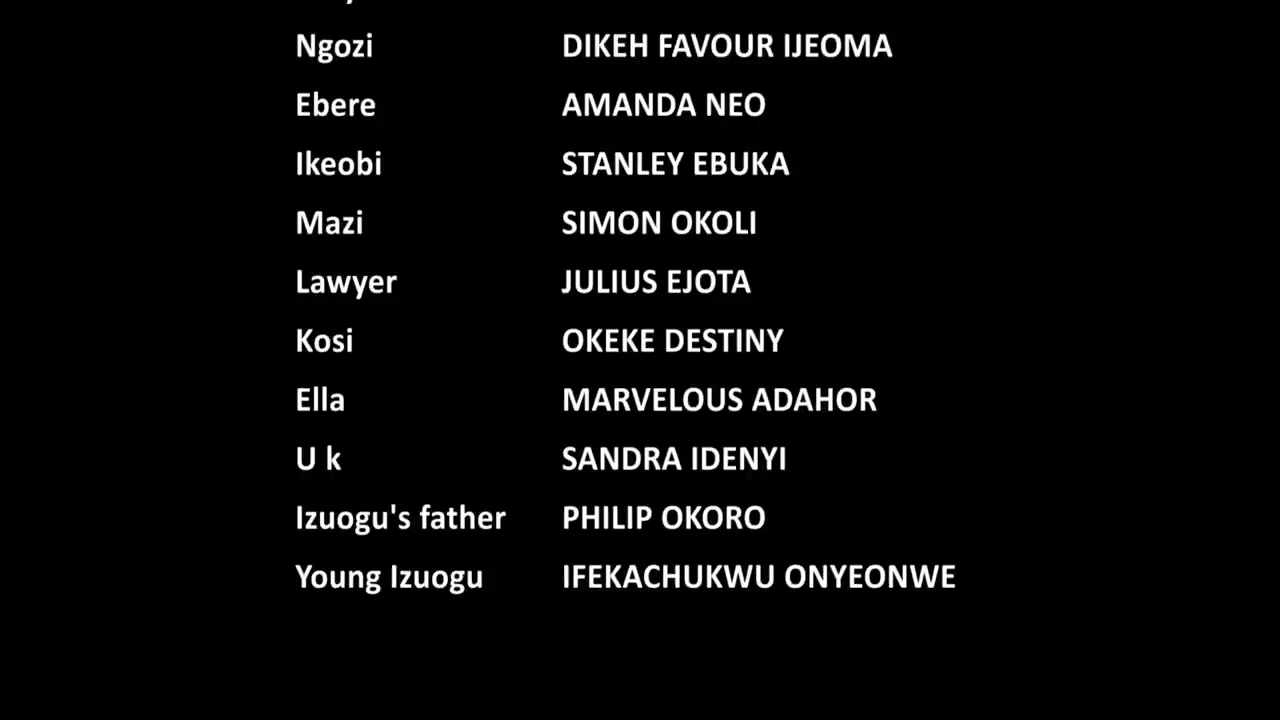 Ngozi DIKEH FAVOUR IJEOMA
Ebere AMANDA NEO
Ikeobi STANLEY EBUKA
Mazi SIMON OKOLI
Lawyer JULIUS EJOTA
Kosi OKEKE DESTINY
Ella MARVELOUS ADAHOR
U k SANDRA IDENYI
Izuogu's father PHILIP OKORO
Young Izuogu IFEKACHUKWU ONYEONWE